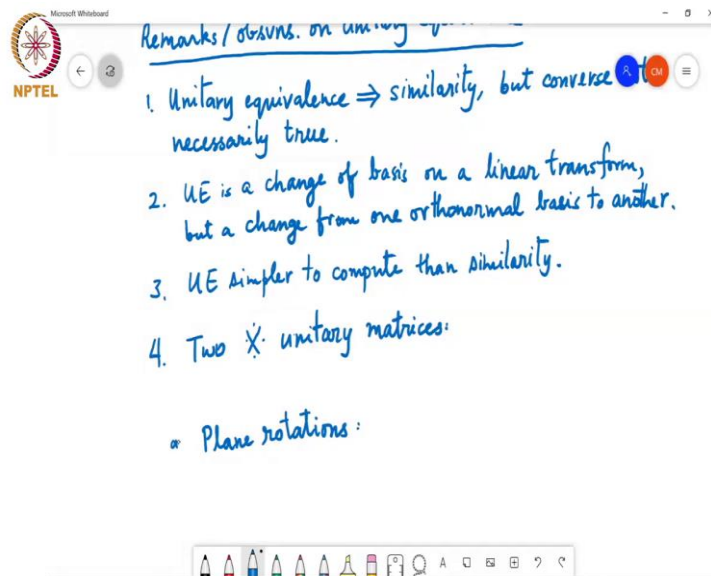 Microsoft Whiteboard
Remarks / obsvns. on unitary
NPTEL
A CM
1. Unitary equivalence ⇒ similarity, but converse
necessarily true.
2. UE is a change of basis on a linear transform,
but a change from one orthonormal basis to another.
3. UE simpler to compute than similarity.
4. Two unitary matrices:
a Plane rotations: